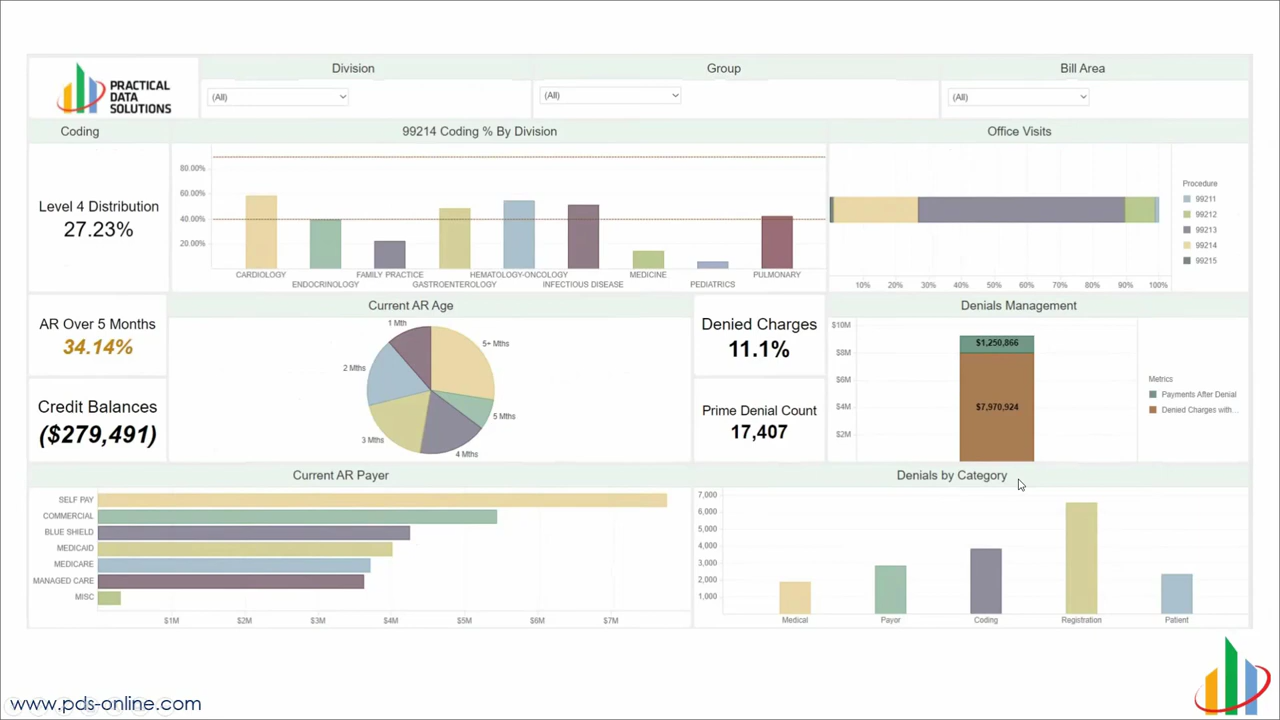 PRACTICAL
DATA
SOLUTIONS
Division
Group
Bill Area
(All)
(All)
(All)
Coding
99214 Coding % By Division
Office Visits
Level 4 Distribution
27.23%
80.00%
60.00%
40.00%
20.00%
CARDIOLOGY
ENDOCRINOLOGY
FAMILY PRACTICE
GASTROENTEROLOGY
HEMATOLOGY-ONCOLOGY
INFECTIOUS DISEASE
MEDICINE
PEDIATRICS
PULMONARY
10%
20%
30%
40%
50%
60%
70%
80%
90%
100%
Procedure
99211
99212
99213
99214
99215
AR Over 5 Months
34.14%
Credit Balances
($279,491)
Current AR Age
1 Mth
5+ Mths
2 Mths
5 Mths
3 Mths
4 Mths
Denied Charges
11.1%
Prime Denial Count
17,407
Denials Management
$10M
$8M
$6M
$4M
$2M
$1,250,866
$7,970,924
Metrics
Payments After Denial
Denied Charges with...
Current AR Payer
SELF PAY
COMMERCIAL
BLUE SHIELD
MEDICAID
MEDICARE
MANAGED CARE
MISC
$1M
$2M
$3M
$4M
$5M
$6M
$7M
Denials by Category
7,000
6,000
5,000
4,000
3,000
2,000
1,000
Medical
Payor
Coding
Registration
Patient
www.pds-online.com